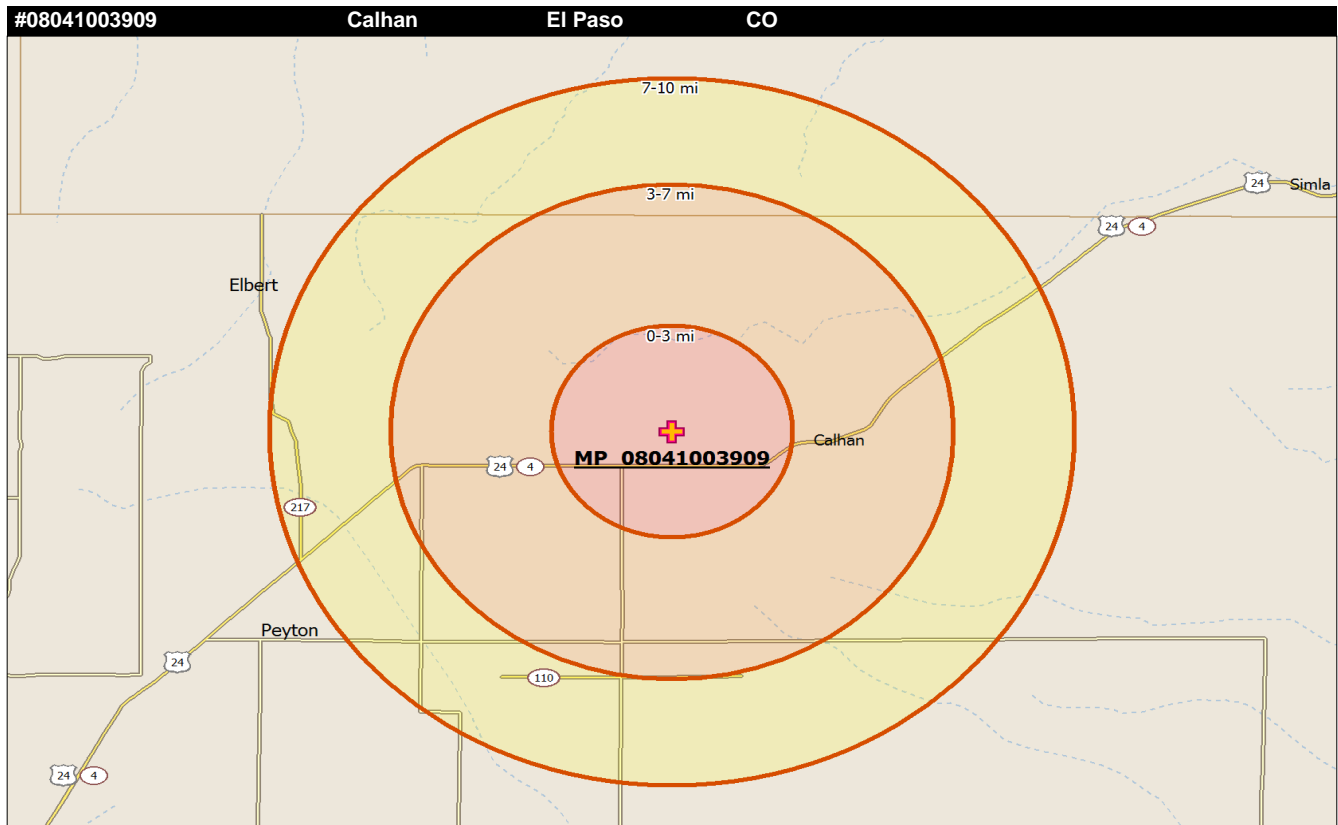 #08041003909 Calhan El Paso CO
7-10 mi
3-7 mi
24 Simla
24 4
Elbert
0-3 mi
Calhan
MP 08041003909
24 4
217
Peyton
24
110
24 4